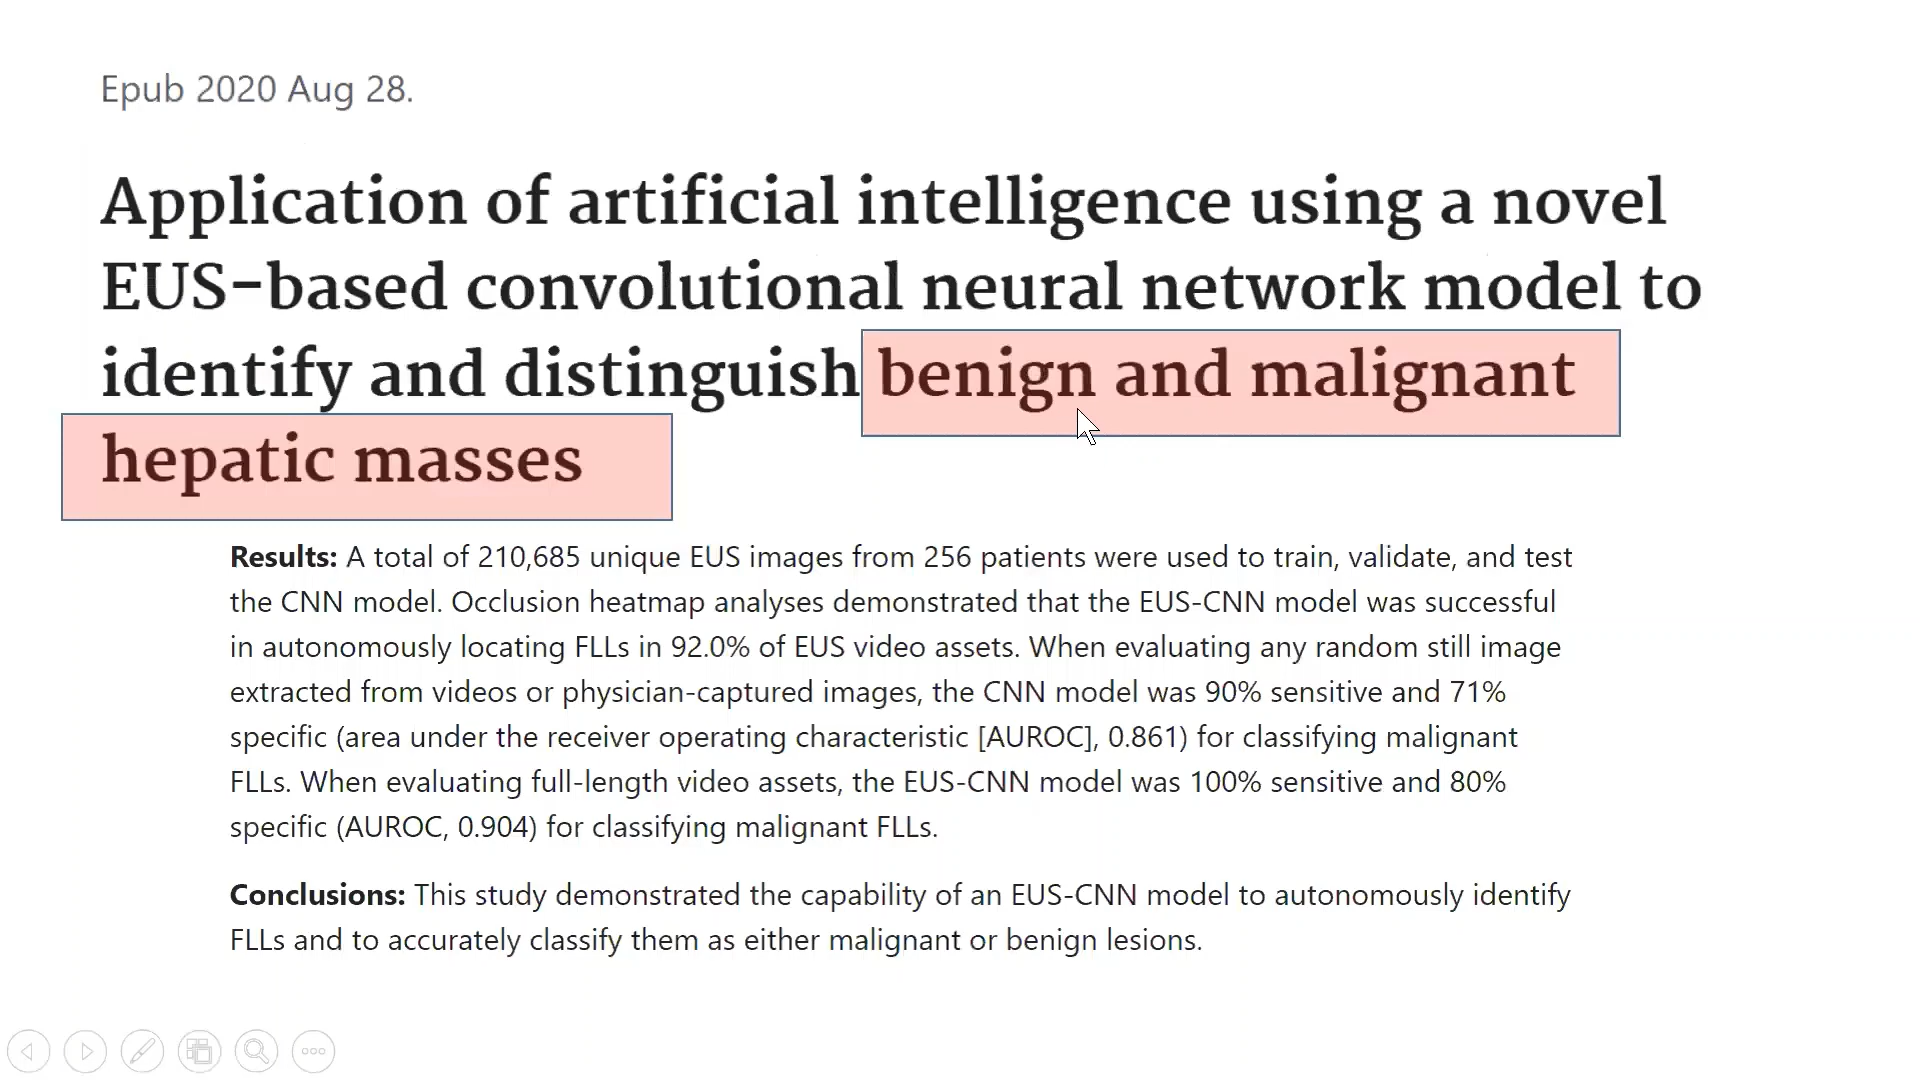 Epub 2020 Aug 28.
Application of artificial intelligence using a novel
EUS-based convolutional neural network model to
identify and distinguish benign and malignant
hepatic masses
Results: A total of 210,685 unique EUS images from 256 patients were used to train, validate, and test
the CNN model. Occlusion heatmap analyses demonstrated that the EUS-CNN model was successful
in autonomously locating FLLs in 92.0% of EUS video assets. When evaluating any random still image
extracted from videos or physician-captured images, the CNN model was 90% sensitive and 71%
specific (area under the receiver operating characteristic [AUROC], 0.861) for classifying malignant
FLLs. When evaluating full-length video assets, the EUS-CNN model was 100% sensitive and 80%
specific (AUROC, 0.904) for classifying malignant FLLs.
Conclusions: This study demonstrated the capability of an EUS-CNN model to autonomously identify
FLLs and to accurately classify them as either malignant or benign lesions.